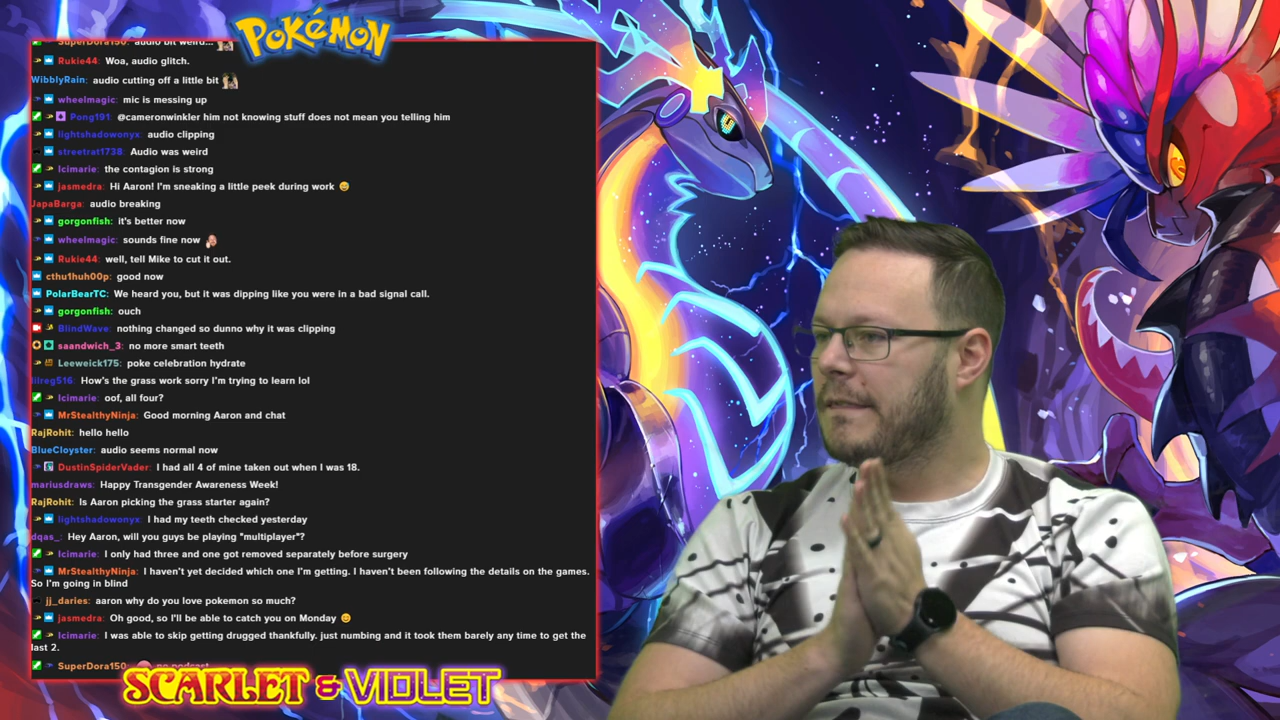 POKÉMON
SuperDora150: audio bit weird...
Rukie44: Woa, audio glitch.
WibblyRain: audio cutting off a little bit
wheelmagic: mic is messing up
Pong191: @cameronwinkler him not knowing stuff does not mean you telling him
lightshadowonyx: audio clipping
streetrat1738: Audio was weird
Icimarie: the contagion is strong
jasmedra: Hi Aaron! I'm sneaking a little peek during work
JapaBarga: audio breaking
gorgonfish: it's better now
wheelmagic: sounds fine now
Rukie44: well, tell Mike to cut it out.
cthu1huh00p: good now
PolarBearTC: We heard you, but it was dipping like you were in a bad signal call.
gorgonfish: ouch
BlindWave: nothing changed so dunno why it was clipping
saandwich_3: no more smart teeth
Leeweick175: poke celebration hydrate
lilreg516: How's the grass work sorry I'm trying to learn lol
Icimarie: oof, all four?
MrStealthyNinja: Good morning Aaron and chat
RajRohit: hello hello
BlueCloyster: audio seems normal now
DustinSpiderVader: I had all 4 of mine taken out when I was 18.
mariusdraws: Happy Transgender Awareness Week!
RajRohit: Is Aaron picking the grass starter again?
lightshadowonyx: I had my teeth checked yesterday
dqas_: Hey Aaron, will you guys be playing "multiplayer"?
Icimarie: I only had three and one got removed separately before surgery
MrStealthyNinja: I haven't yet decided which one I'm getting. I haven't been following the details on the games.
So I'm going in blind
jj_daries: aaron why do you love pokemon so much?
jasmedra: Oh good, so I'll be able to catch you on Monday
Icimarie: I was able to skip getting drugged thankfully. just numbing and it took them barely any time to get the
last 2.
SuperDora150: no podcast
SCARLET & VIOLET